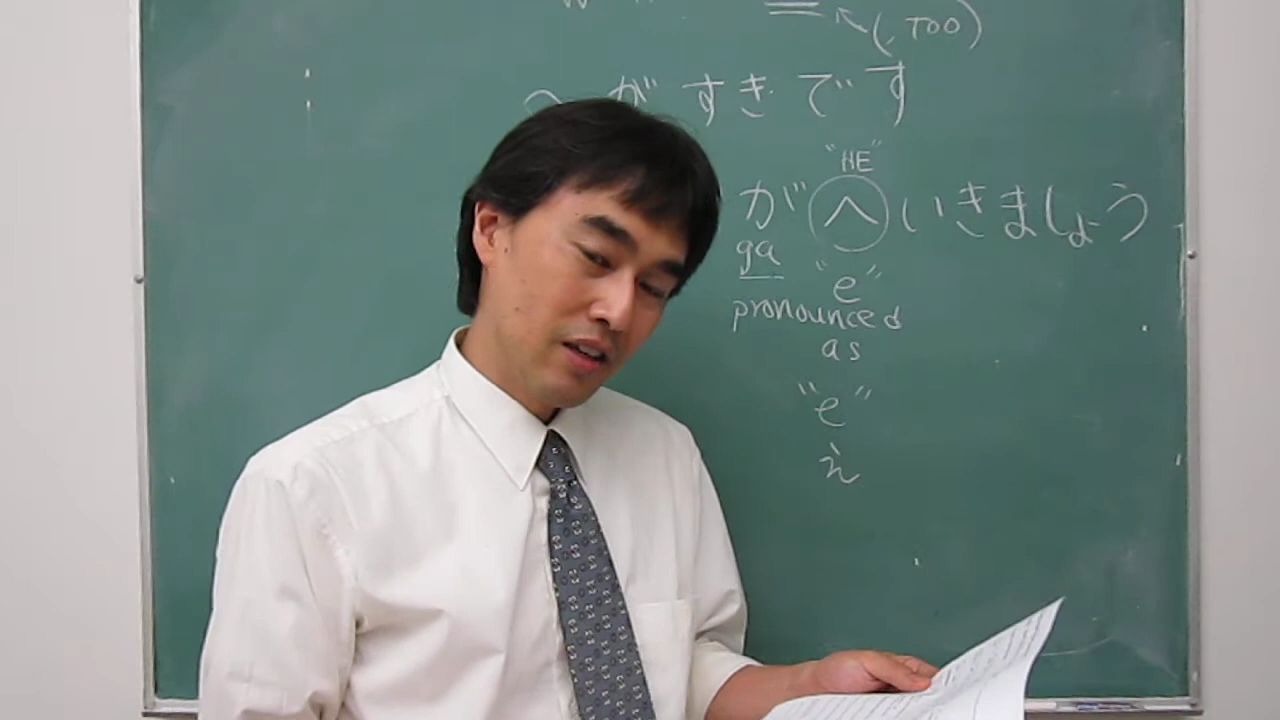 (, TOO)
がすきです
"HE"
がへいきましょう
ga "e"
pronounced
as
"e"
え